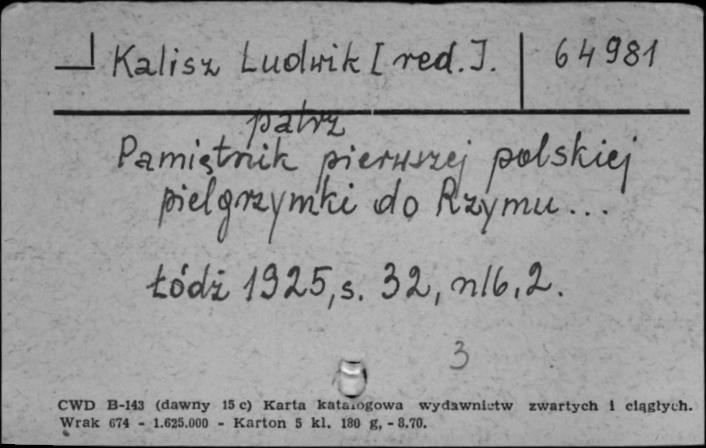 Kalisz Ludwik [red.]. 64981
patrz
Pamiętnik pierwszej polskiej
pielgrzymki do Rzymu...
Łódź 1925, s. 32, nlb, 2.
3
CWD B-143 (dawny 15 c) Karta katalogowa wydawnictw zwartych i ciągłych.
Wrak 674 - 1.625.000 - Karton 5 kl. 180 g, - 8.70.